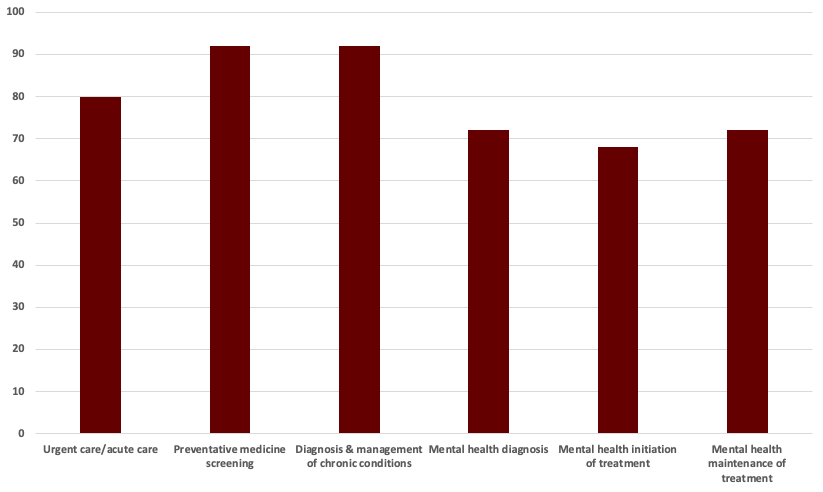 100
90
80
70
60
50
40
30
20
10
0
Urgent care/acute care
Preventative medicine
screening
Diagnosis & management
of chronic conditions
Mental health diagnosis
Mental health initiation
of treatment
Mental health
maintenance of
treatment